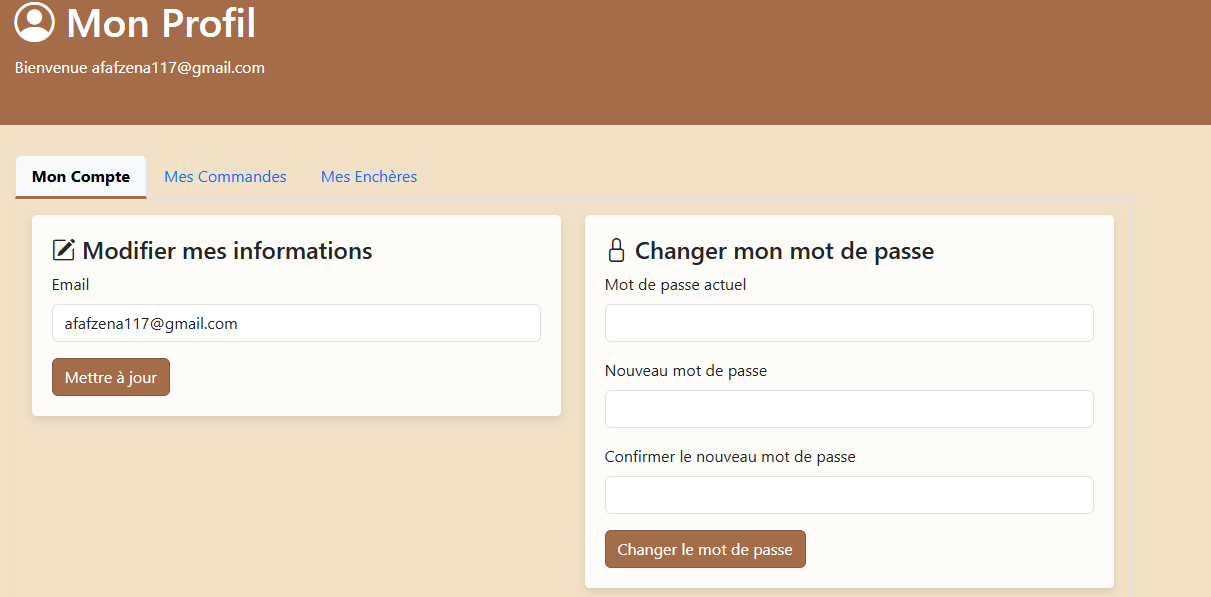 Mon Profil
Bienvenue afafzena117@gmail.com
Mon Compte Mes Commandes Mes Enchères
Modifier mes informations
Email
afafzena117@gmail.com
Mettre à jour
Changer mon mot de passe
Mot de passe actuel
Nouveau mot de passe
Confirmer le nouveau mot de passe
Changer le mot de passe